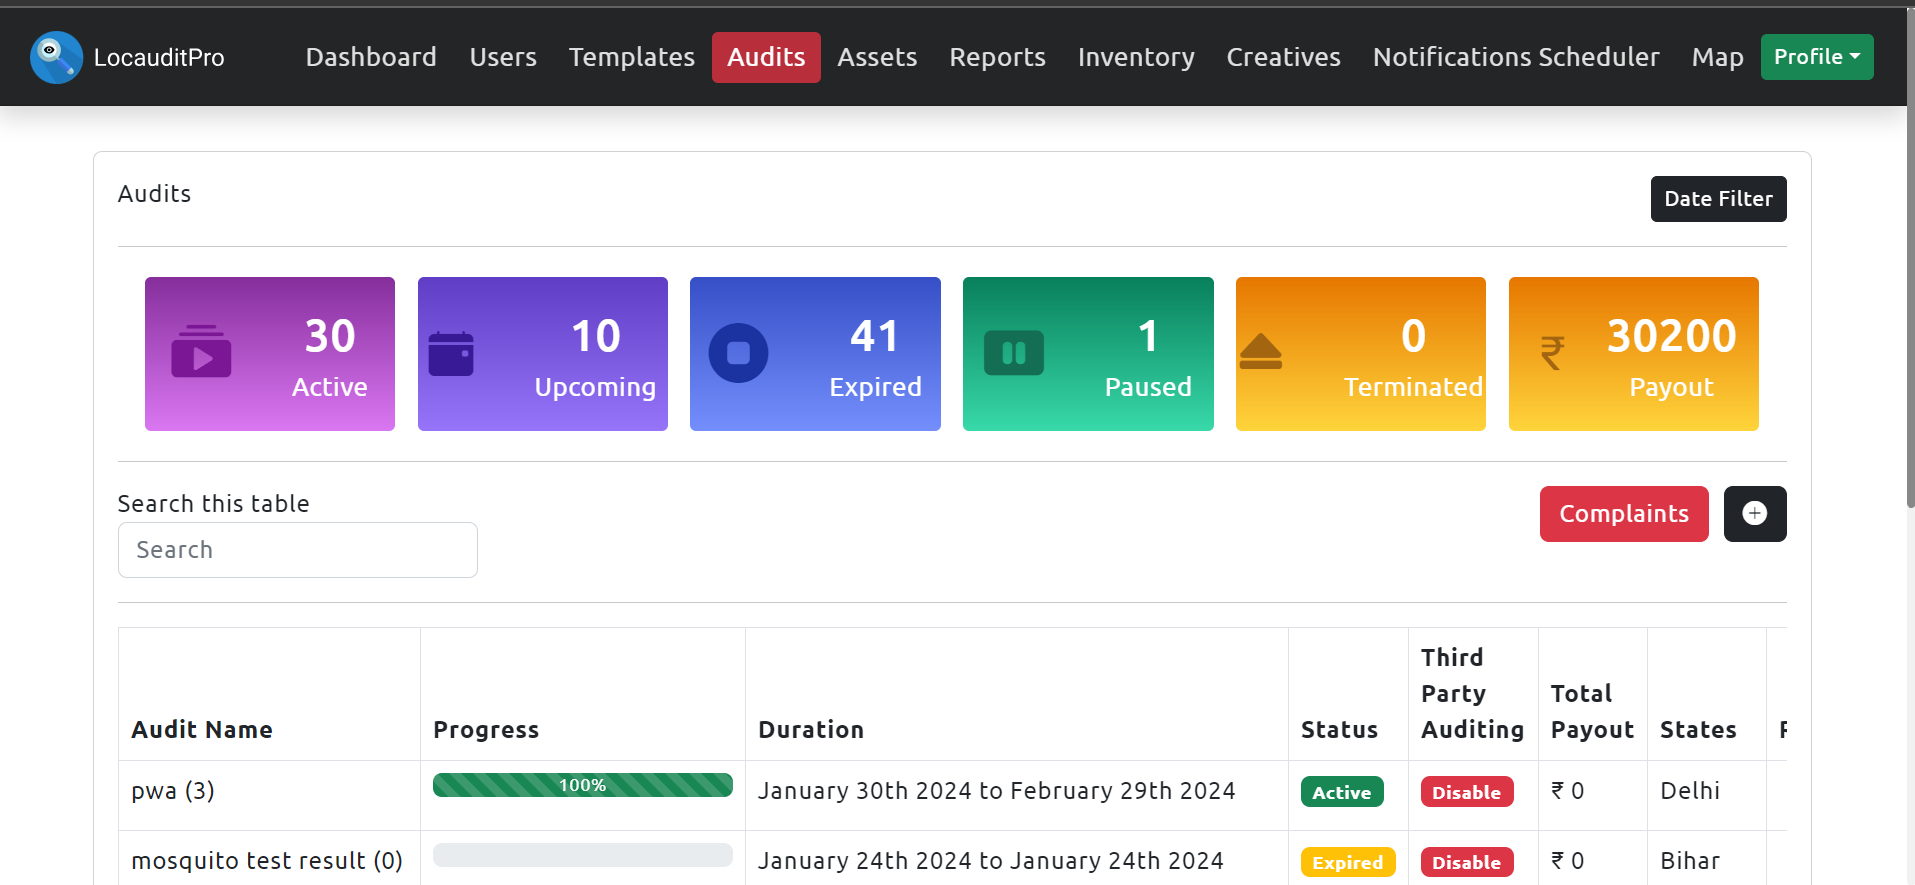 LocauditPro Dashboard Users Templates Audits Assets Reports Inventory Creatives Notifications Scheduler Map Profile
Audits Date Filter
30
Active
10
Upcoming
41
Expired
1
Paused
0
Terminated
₹ 30200
Payout
Search this table
Search
Complaints
Audit Name Progress Duration Status Third Party Auditing Total Payout States
pwa (3) 100% January 30th 2024 to February 29th 2024 Active Disable ₹ 0 Delhi
mosquito test result (0) January 24th 2024 to January 24th 2024 Expired Disable ₹ 0 Bihar